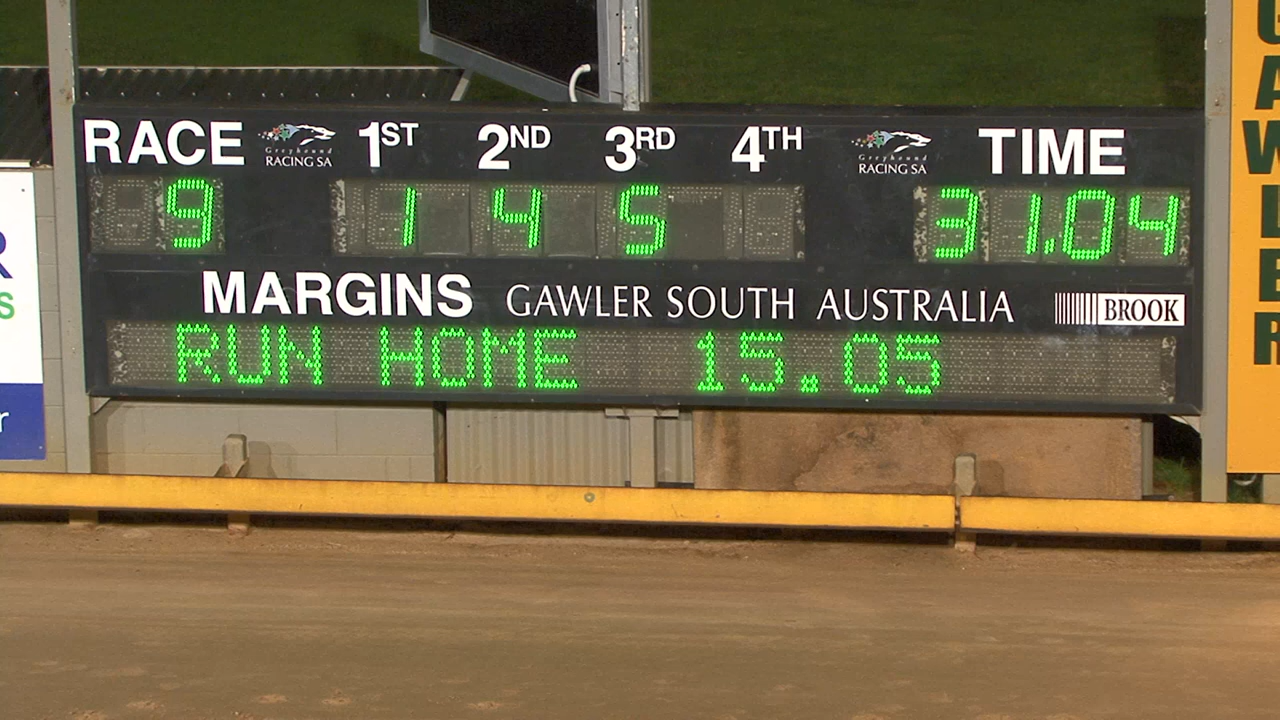 RACE Greyhound RACING SA 1ST 2ND 3RD 4TH Greyhound RACING SA TIME
9 1 4 5 31.04
MARGINS GAWLER SOUTH AUSTRALIA BROOK
RUN HOME 15.05
GAWLER
R
S
r